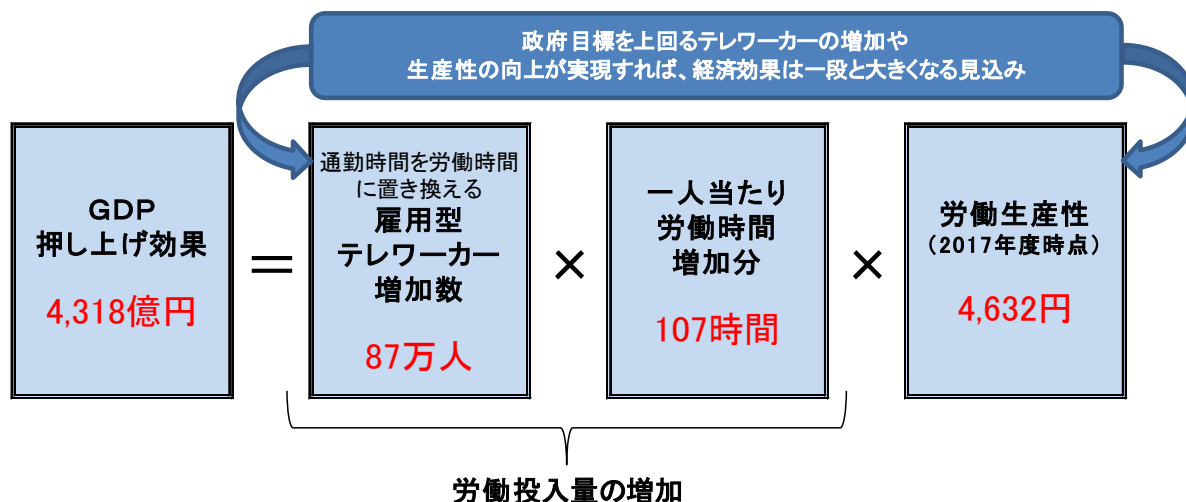 政府目標を上回るテレワーカーの増加や
生産性の向上が実現すれば、経済効果は一段と大きくなる見込み
GDP
押し上げ効果
4,318億円
＝
通勤時間を労働時間
に置き換える
雇用型
テレワーカー
増加数
87万人
×
一人当たり
労働時間
増加分
107時間
×
労働生産性
（2017年度時点）
4,632円
労働投入量の増加